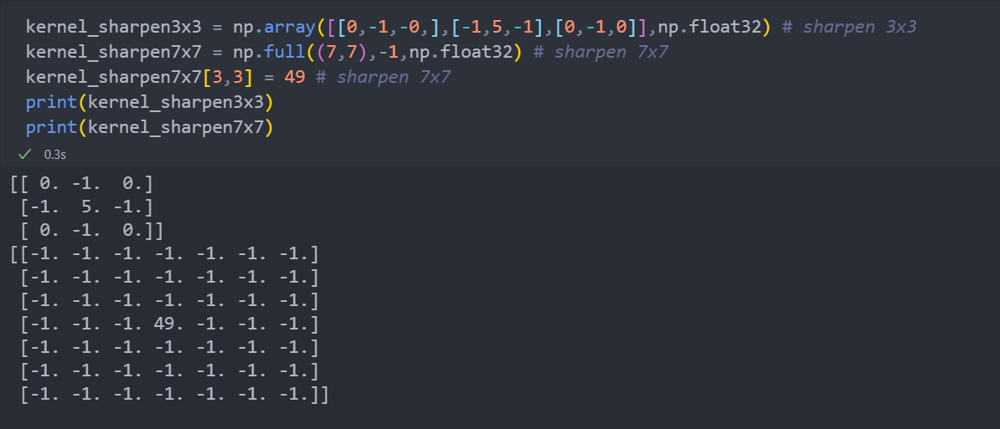 kernel_sharpen3x3 = np.array([[0,-1,-0,],[-1,5,-1],[0,-1,0]],np.float32) # sharpen 3x3
kernel_sharpen7x7 = np.full((7,7),-1,np.float32) # sharpen 7x7
kernel_sharpen7x7[3,3] = 49 # sharpen 7x7
print(kernel_sharpen3x3)
print(kernel_sharpen7x7)
✓ 0.3s
[[ 0. -1.  0.]
 [-1.  5. -1.]
 [ 0. -1.  0.]]
[[-1. -1. -1. -1. -1. -1. -1.]
 [-1. -1. -1. -1. -1. -1. -1.]
 [-1. -1. -1. -1. -1. -1. -1.]
 [-1. -1. -1. 49. -1. -1. -1.]
 [-1. -1. -1. -1. -1. -1. -1.]
 [-1. -1. -1. -1. -1. -1. -1.]
 [-1. -1. -1. -1. -1. -1. -1.]]